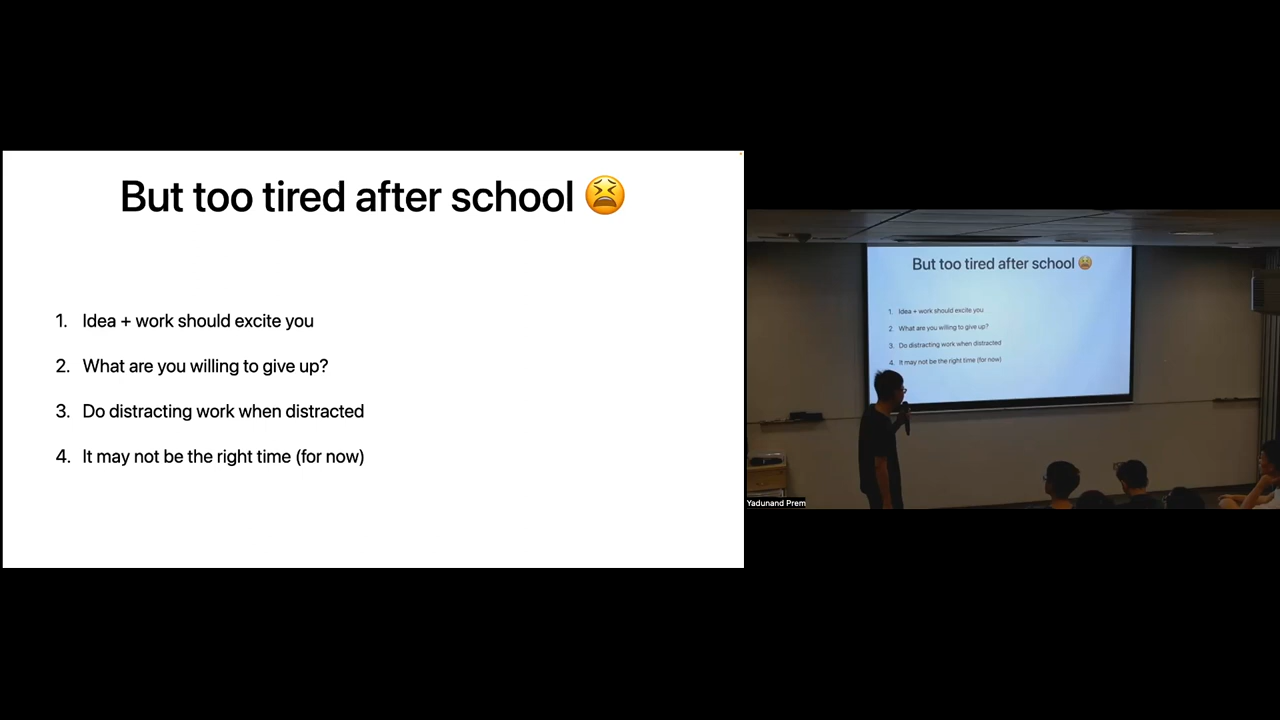 But too tired after school 😫
1. Idea + work should excite you
2. What are you willing to give up?
3. Do distracting work when distracted
4. It may not be the right time (for now)
But too tired after school 😫
1. Idea + work should excite you
2 What are you willing to give up?
3. Do distracting work when distracted
4. It may not be the right time (for now)
Yadunand Prem